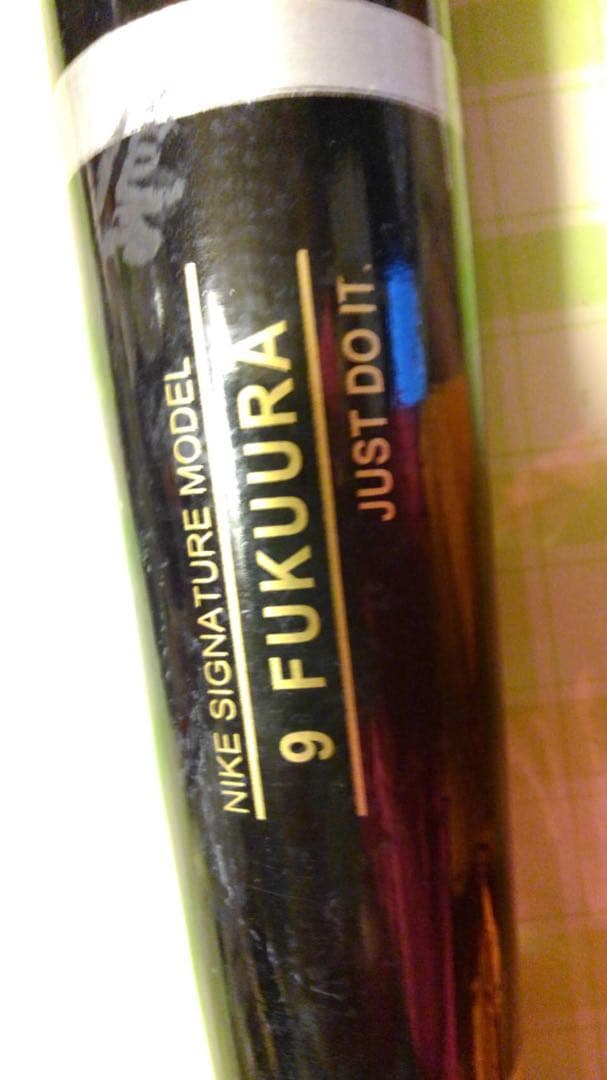 NIKE SIGNATURE MODEL
9 FUKUURA
JUST DO IT.